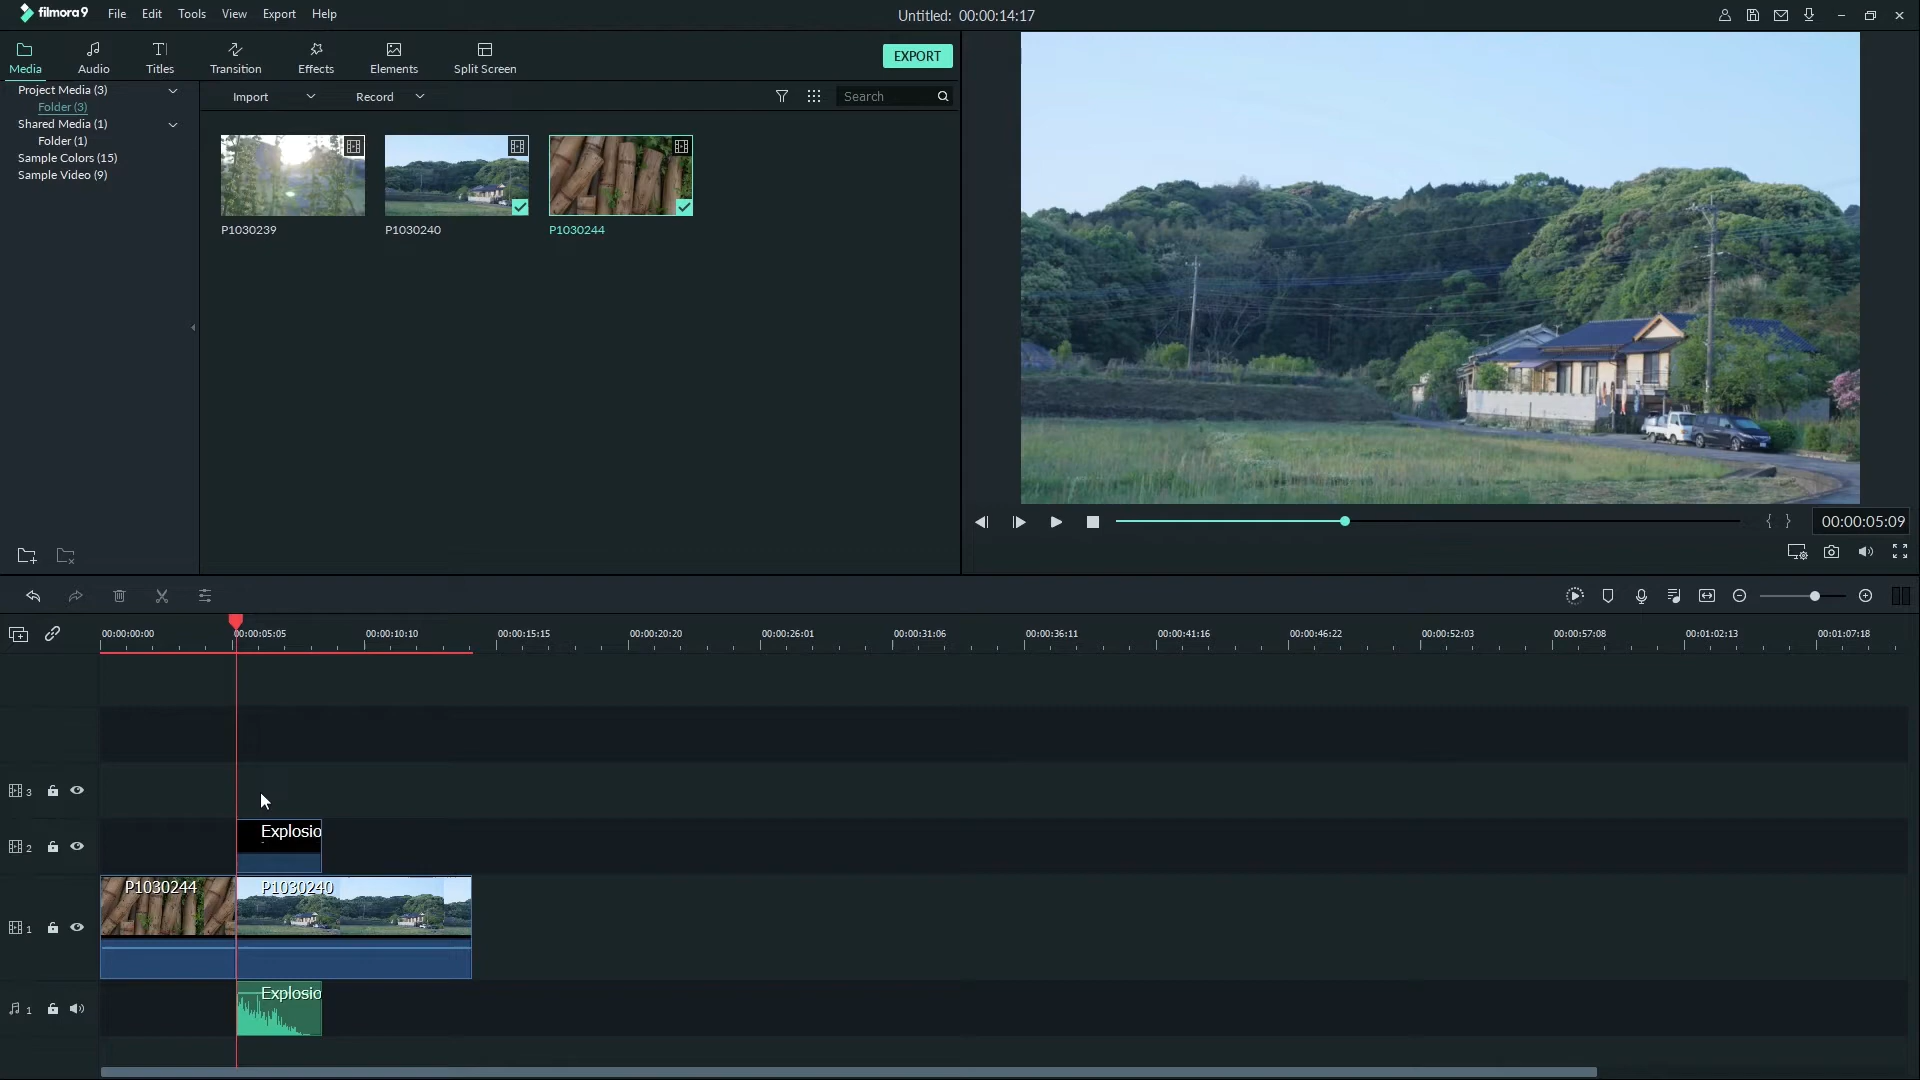 filmora9 File Edit Tools View Export Help Untitled: 00:00:14:17
Media Audio Titles Transition Effects Elements Split Screen EXPORT
Project Media (3)
Folder (3)
Shared Media (1)
Folder (1)
Sample Colors (15)
Sample Video (9)
Import Record Search
P1030239 P1030240 P1030244
00:00:05:09
00:00:00:00 00:00:05:05 00:00:10:10 00:00:15:15 00:00:20:20 00:00:26:01 00:00:31:06 00:00:36:11 00:00:41:16 00:00:46:22 00:00:52:03 00:00:57:08 00:01:02:13 00:01:07:18
3
2 Explosio
P1030244 P1030240
1
1 Explosio